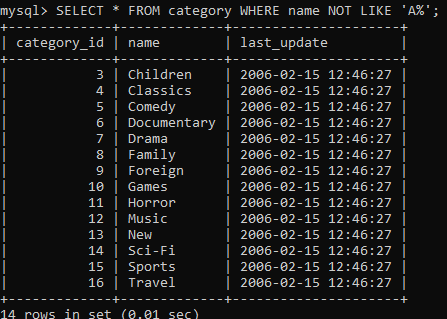 mysql> SELECT * FROM category WHERE name NOT LIKE 'A%';
+-------------+-------------+---------------------+
| category_id | name        | last_update         |
+-------------+-------------+---------------------+
|           3 | Children    | 2006-02-15 12:46:27 |
|           4 | Classics    | 2006-02-15 12:46:27 |
|           5 | Comedy      | 2006-02-15 12:46:27 |
|           6 | Documentary | 2006-02-15 12:46:27 |
|           7 | Drama       | 2006-02-15 12:46:27 |
|           8 | Family      | 2006-02-15 12:46:27 |
|           9 | Foreign     | 2006-02-15 12:46:27 |
|          10 | Games       | 2006-02-15 12:46:27 |
|          11 | Horror      | 2006-02-15 12:46:27 |
|          12 | Music       | 2006-02-15 12:46:27 |
|          13 | New         | 2006-02-15 12:46:27 |
|          14 | Sci-Fi      | 2006-02-15 12:46:27 |
|          15 | Sports      | 2006-02-15 12:46:27 |
|          16 | Travel      | 2006-02-15 12:46:27 |
+-------------+-------------+---------------------+
14 rows in set (0.01 sec)